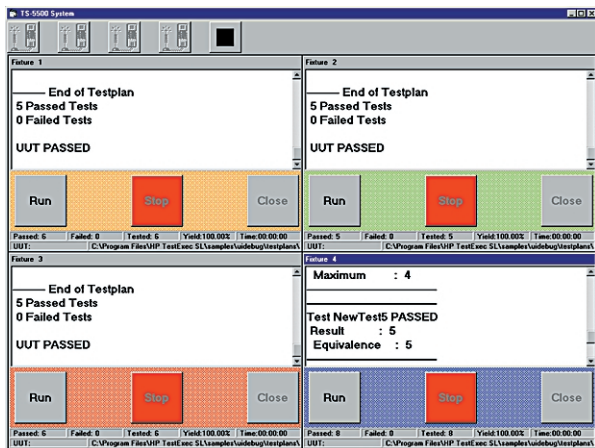 TS-5500 System
Fixture 1
End of Testplan
5 Passed Tests
0 Failed Tests
UUT PASSED
Run Stop Close
Passed: 6 Failed: 0 Tested: 6 Yield:100.00% Time:00:00:00
UUT: C:\Program Files\HP TestExec SL\samples\uidebug\testplans\
Fixture 2
End of Testplan
5 Passed Tests
0 Failed Tests
UUT PASSED
Run Stop Close
Passed: 5 Failed: 0 Tested: 5 Yield:100.00% Time:00:00:00
UUT: C:\Program Files\HP TestExec SL\samples\uidebug\testplans\
Fixture 3
End of Testplan
5 Passed Tests
0 Failed Tests
UUT PASSED
Run Stop Close
Passed: 6 Failed: 0 Tested: 6 Yield:100.00% Time:00:00:00
UUT: C:\Program Files\HP TestExec SL\samples\uidebug\testplans\
Fixture 4
Maximum : 4
Test NewTest5 PASSED
Result : 5
Equivalence : 5
Run Stop Close
Passed: 8 Failed: 0 Tested: 8 Yield:100.00% Time:00:00:00
UUT: C:\Program Files\HP TestExec SL\samples\uidebug\testplans\